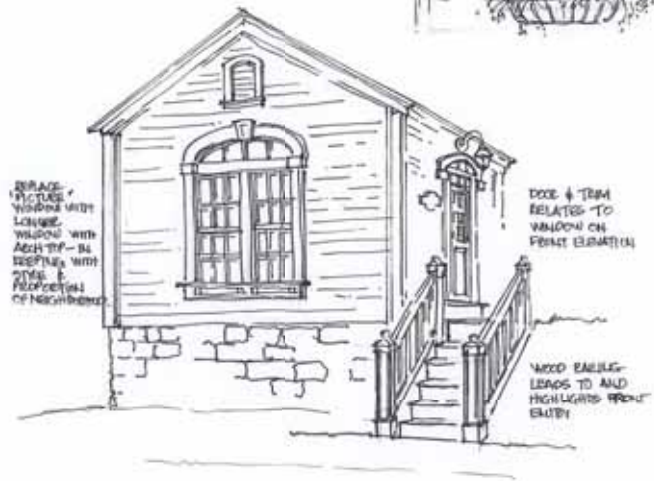 REPLACE
"PICTURE"
WINDOW WITH
LONGER
WINDOW WITH
ARCH TOP - IN
KEEPING WITH
STYLE &
PROPORTION
OF NEIGHBORHOOD
DOOR & TRIM
RELATES TO
WINDOW ON
FRONT ELEVATION
WOOD RAILING
LEADS TO AND
HIGHLIGHTS FRONT
ENTRY